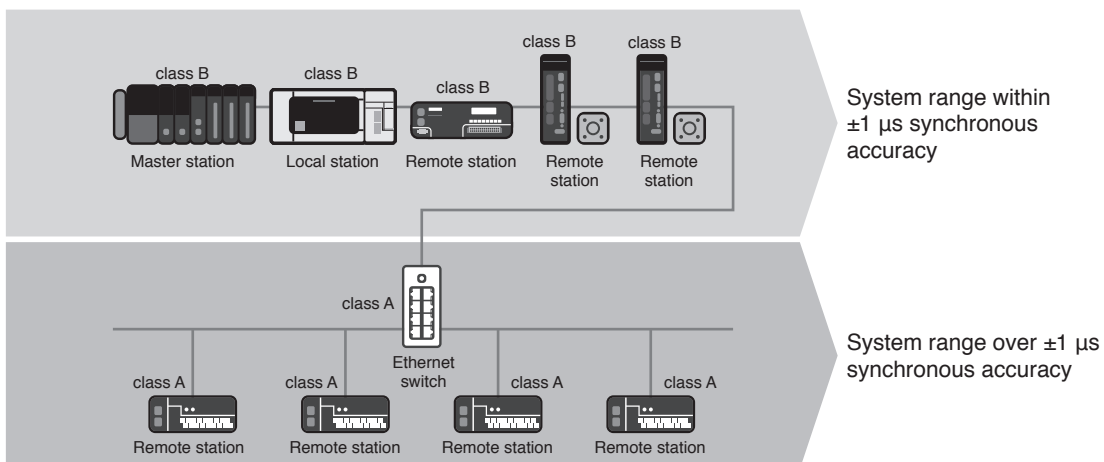 class B
class B
class B
class B
class B
Master station
Local station
Remote station
Remote
station
Remote
station
System range within
±1 μs synchronous
accuracy
class A
Ethernet
switch
class A
class A
class A
class A
Remote station
Remote station
Remote station
Remote station
System range over ±1 μs
synchronous accuracy